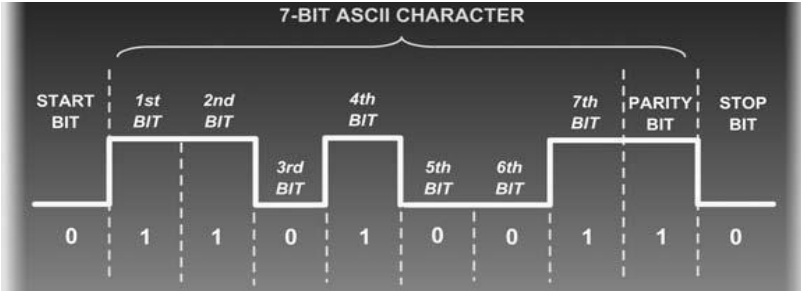 7-BIT ASCII CHARACTER
START BIT
1st BIT
2nd BIT
3rd BIT
4th BIT
5th BIT
6th BIT
7th BIT
PARITY BIT
STOP BIT
0 1 1 0 1 0 0 1 1 0